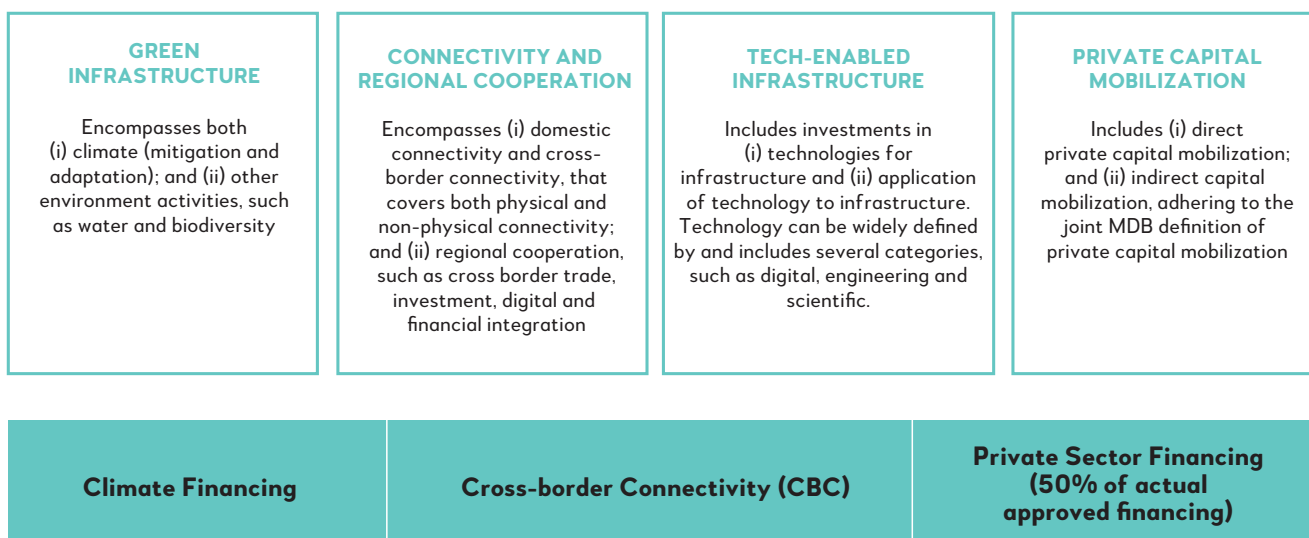 GREEN
INFRASTRUCTURE
Encompasses both
(i) climate (mitigation and
adaptation); and (ii) other
environment activities, such
as water and biodiversity
CONNECTIVITY AND
REGIONAL COOPERATION
Encompasses (i) domestic
connectivity and cross-
border connectivity, that
covers both physical and
non-physical connectivity;
and (ii) regional cooperation,
such as cross border trade,
investment, digital and
financial integration
TECH-ENABLED
INFRASTRUCTURE
Includes investments in
(i) technologies for
infrastructure and (ii) application
of technology to infrastructure.
Technology can be widely defined
by and includes several categories,
such as digital, engineering and
scientific.
PRIVATE CAPITAL
MOBILIZATION
Includes (i) direct
private capital mobilization;
and (ii) indirect capital
mobilization, adhering to the
joint MDB definition of
private capital mobilization
Climate Financing
Cross-border Connectivity (CBC)
Private Sector Financing
(50% of actual
approved financing)